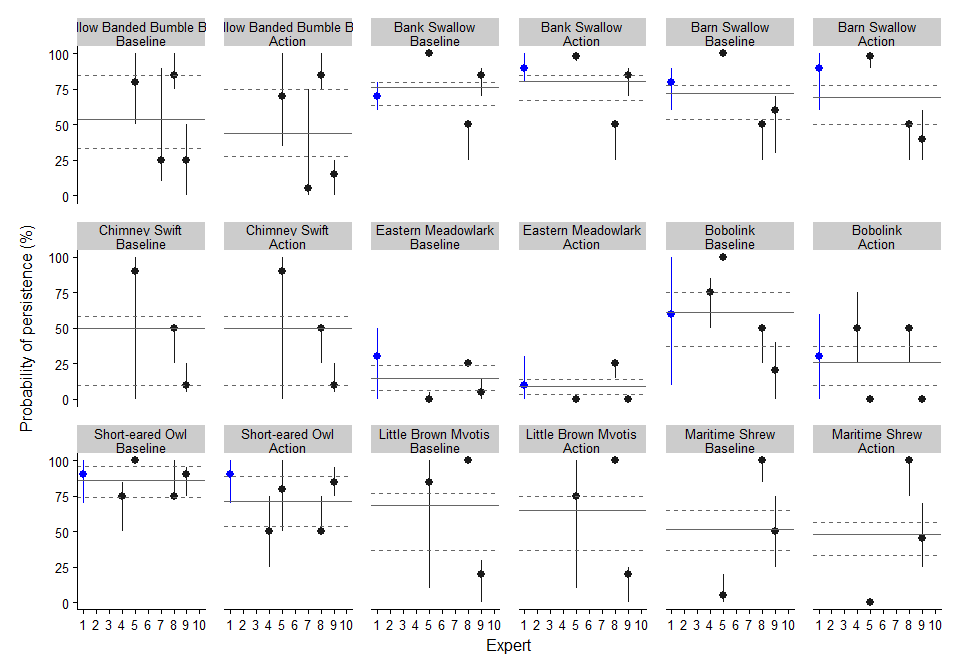 llow Banded Bumble B
Baseline
llow Banded Bumble B
Action
Bank Swallow
Baseline
Bank Swallow
Action
Barn Swallow
Baseline
Barn Swallow
Action
100
75
50
25
0
Chimney Swift
Baseline
Chimney Swift
Action
Eastern Meadowlark
Baseline
Eastern Meadowlark
Action
Bobolink
Baseline
Bobolink
Action
100
75
50
25
0
Probability of persistence (%)
Short-eared Owl
Baseline
Short-eared Owl
Action
Little Brown Myotis
Baseline
Little Brown Myotis
Action
Maritime Shrew
Baseline
Maritime Shrew
Action
100
75
50
25
0
1 2 3 4 5 6 7 8 9 10 1 2 3 4 5 6 7 8 9 10 1 2 3 4 5 6 7 8 9 10 1 2 3 4 5 6 7 8 9 10 1 2 3 4 5 6 7 8 9 10 1 2 3 4 5 6 7 8 9 10
Expert